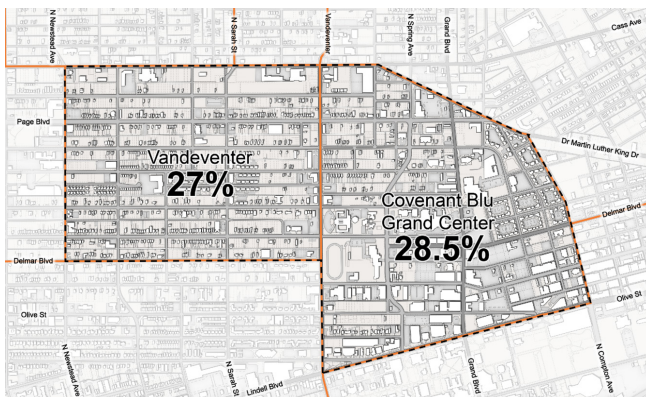 N Newstead Ave
N Sarah St
Vandeventer
N Spring Ave
Grand Blvd
Cass Ave
Page Blvd
Dr Martin Luther King Dr
Vandeventer
27%
Covenant Blu
Grand Center
28.5%
Delmar Blvd
Delmar Blvd
Olive St
Olive St
N Newstead Ave
N Sarah St
Lindell Blvd
Grand Blvd
N Compton Ave